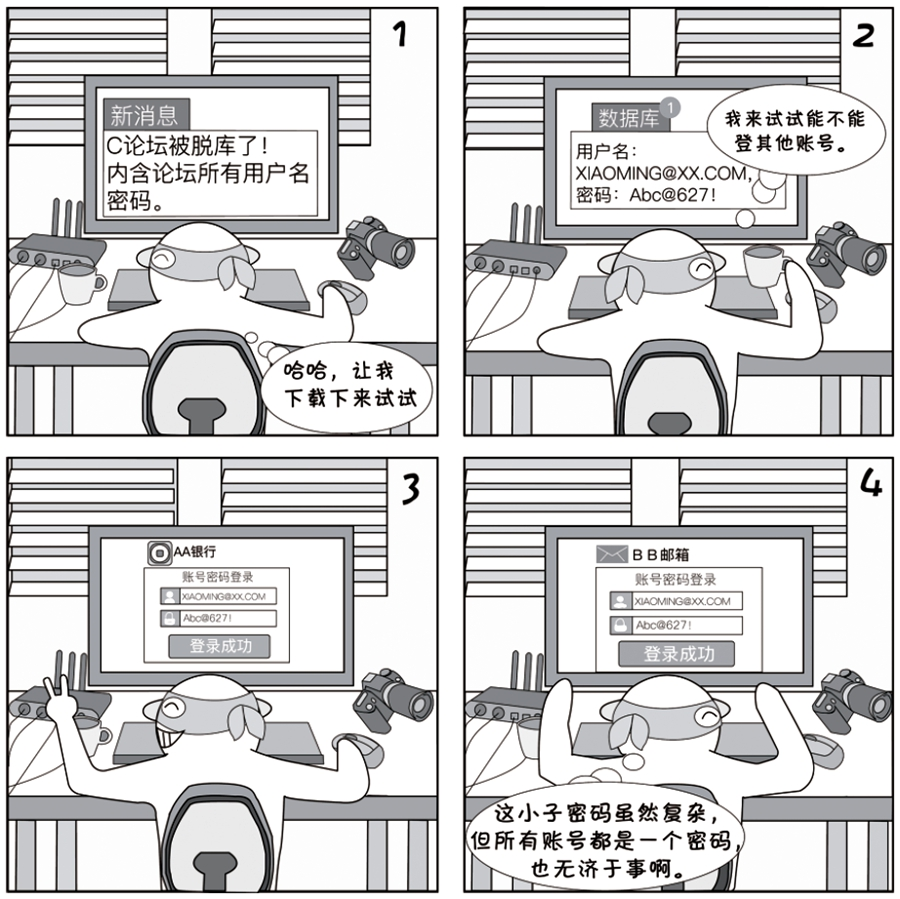 1
新消息
C论坛被脱库了！
内含论坛所有用户名
密码。
哈哈，让我
下载下来试试
2
数据库
1
我来试试能不能
登其他账号。
用户名：
XIAOMING@XX.COM，
密码：Abc@627！
3
AA银行
账号密码登录
XIAOMING@XX.COM
Abc@627！
登录成功
4
BB邮箱
账号密码登录
XIAOMING@XX.COM
Abc@627！
登录成功
这小子密码虽然复杂，
但所有账号都是一个密码，
也无济于事啊。